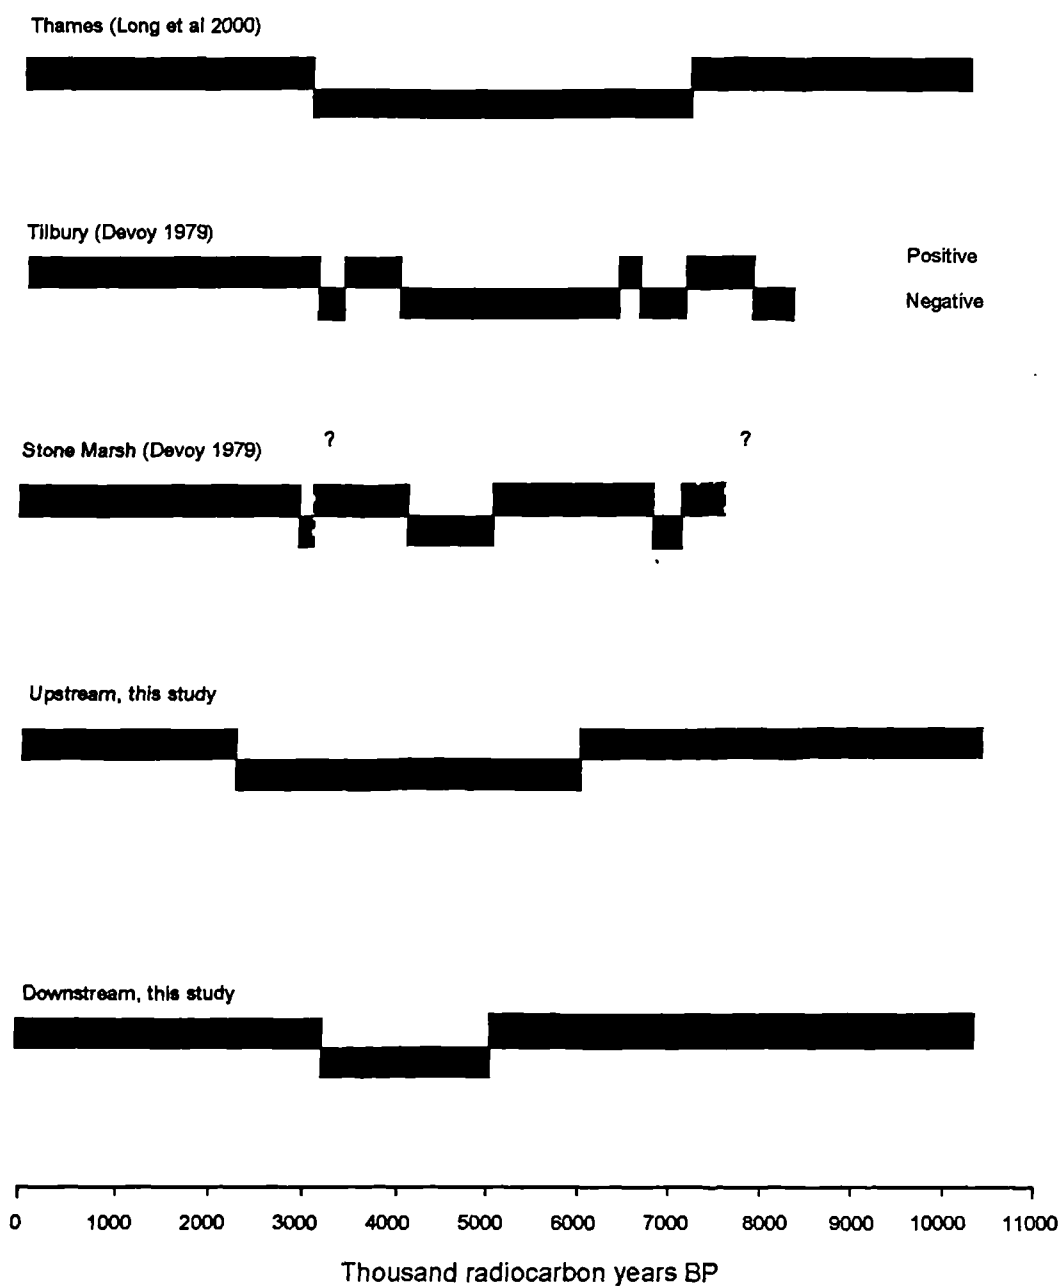 Thames (Long et al 2000)
Tilbury (Devoy 1979)
Positive
Negative
?
?
Stone Marsh (Devoy 1979)
Upstream, this study
Downstream, this study
0 1000 2000 3000 4000 5000 6000 7000 8000 9000 10000 11000
Thousand radiocarbon years BP